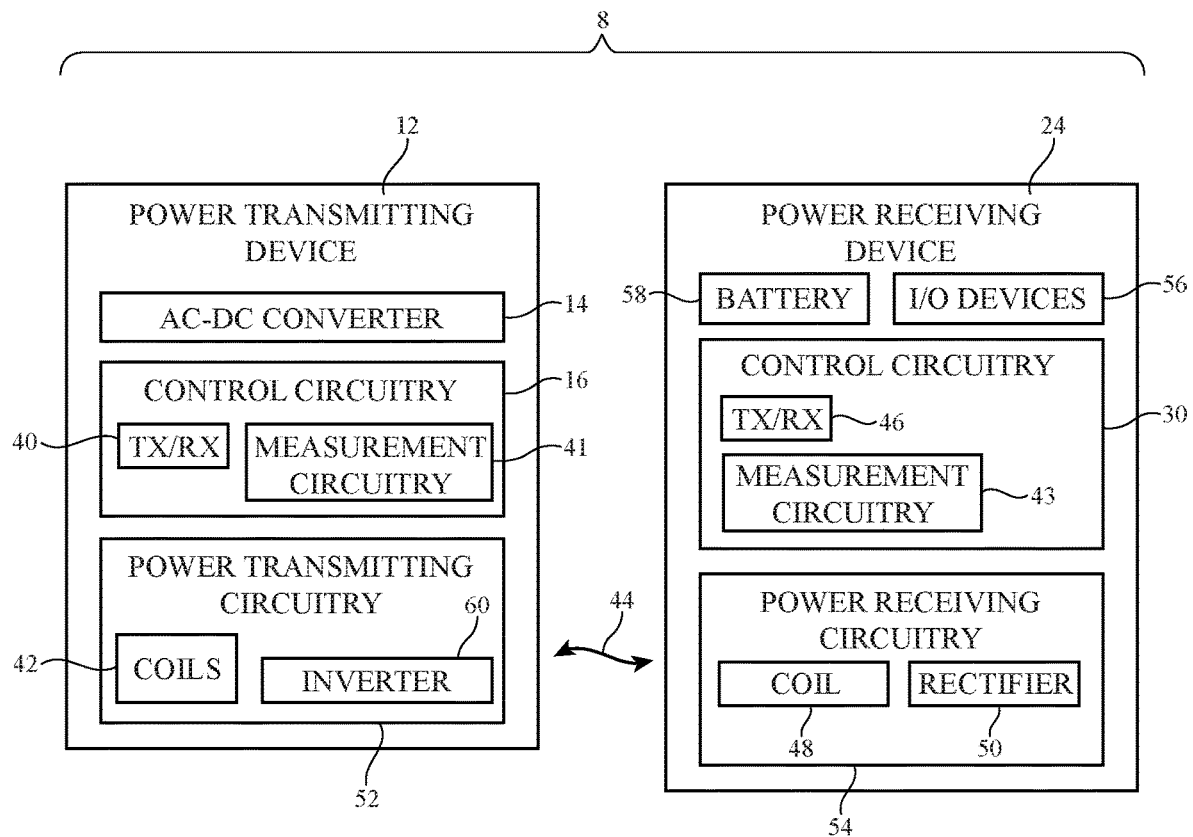 8
12
24
POWER TRANSMITTING
DEVICE
AC-DC CONVERTER
14
CONTROL CIRCUITRY
16
40
TX/RX
MEASUREMENT
CIRCUITRY
41
POWER TRANSMITTING
CIRCUITRY
60
42
COILS
INVERTER
52
44
POWER RECEIVING
DEVICE
58
BATTERY
I/O DEVICES
56
CONTROL CIRCUITRY
TX/RX
46
30
MEASUREMENT
CIRCUITRY
43
POWER RECEIVING
CIRCUITRY
COIL
RECTIFIER
48
50
54